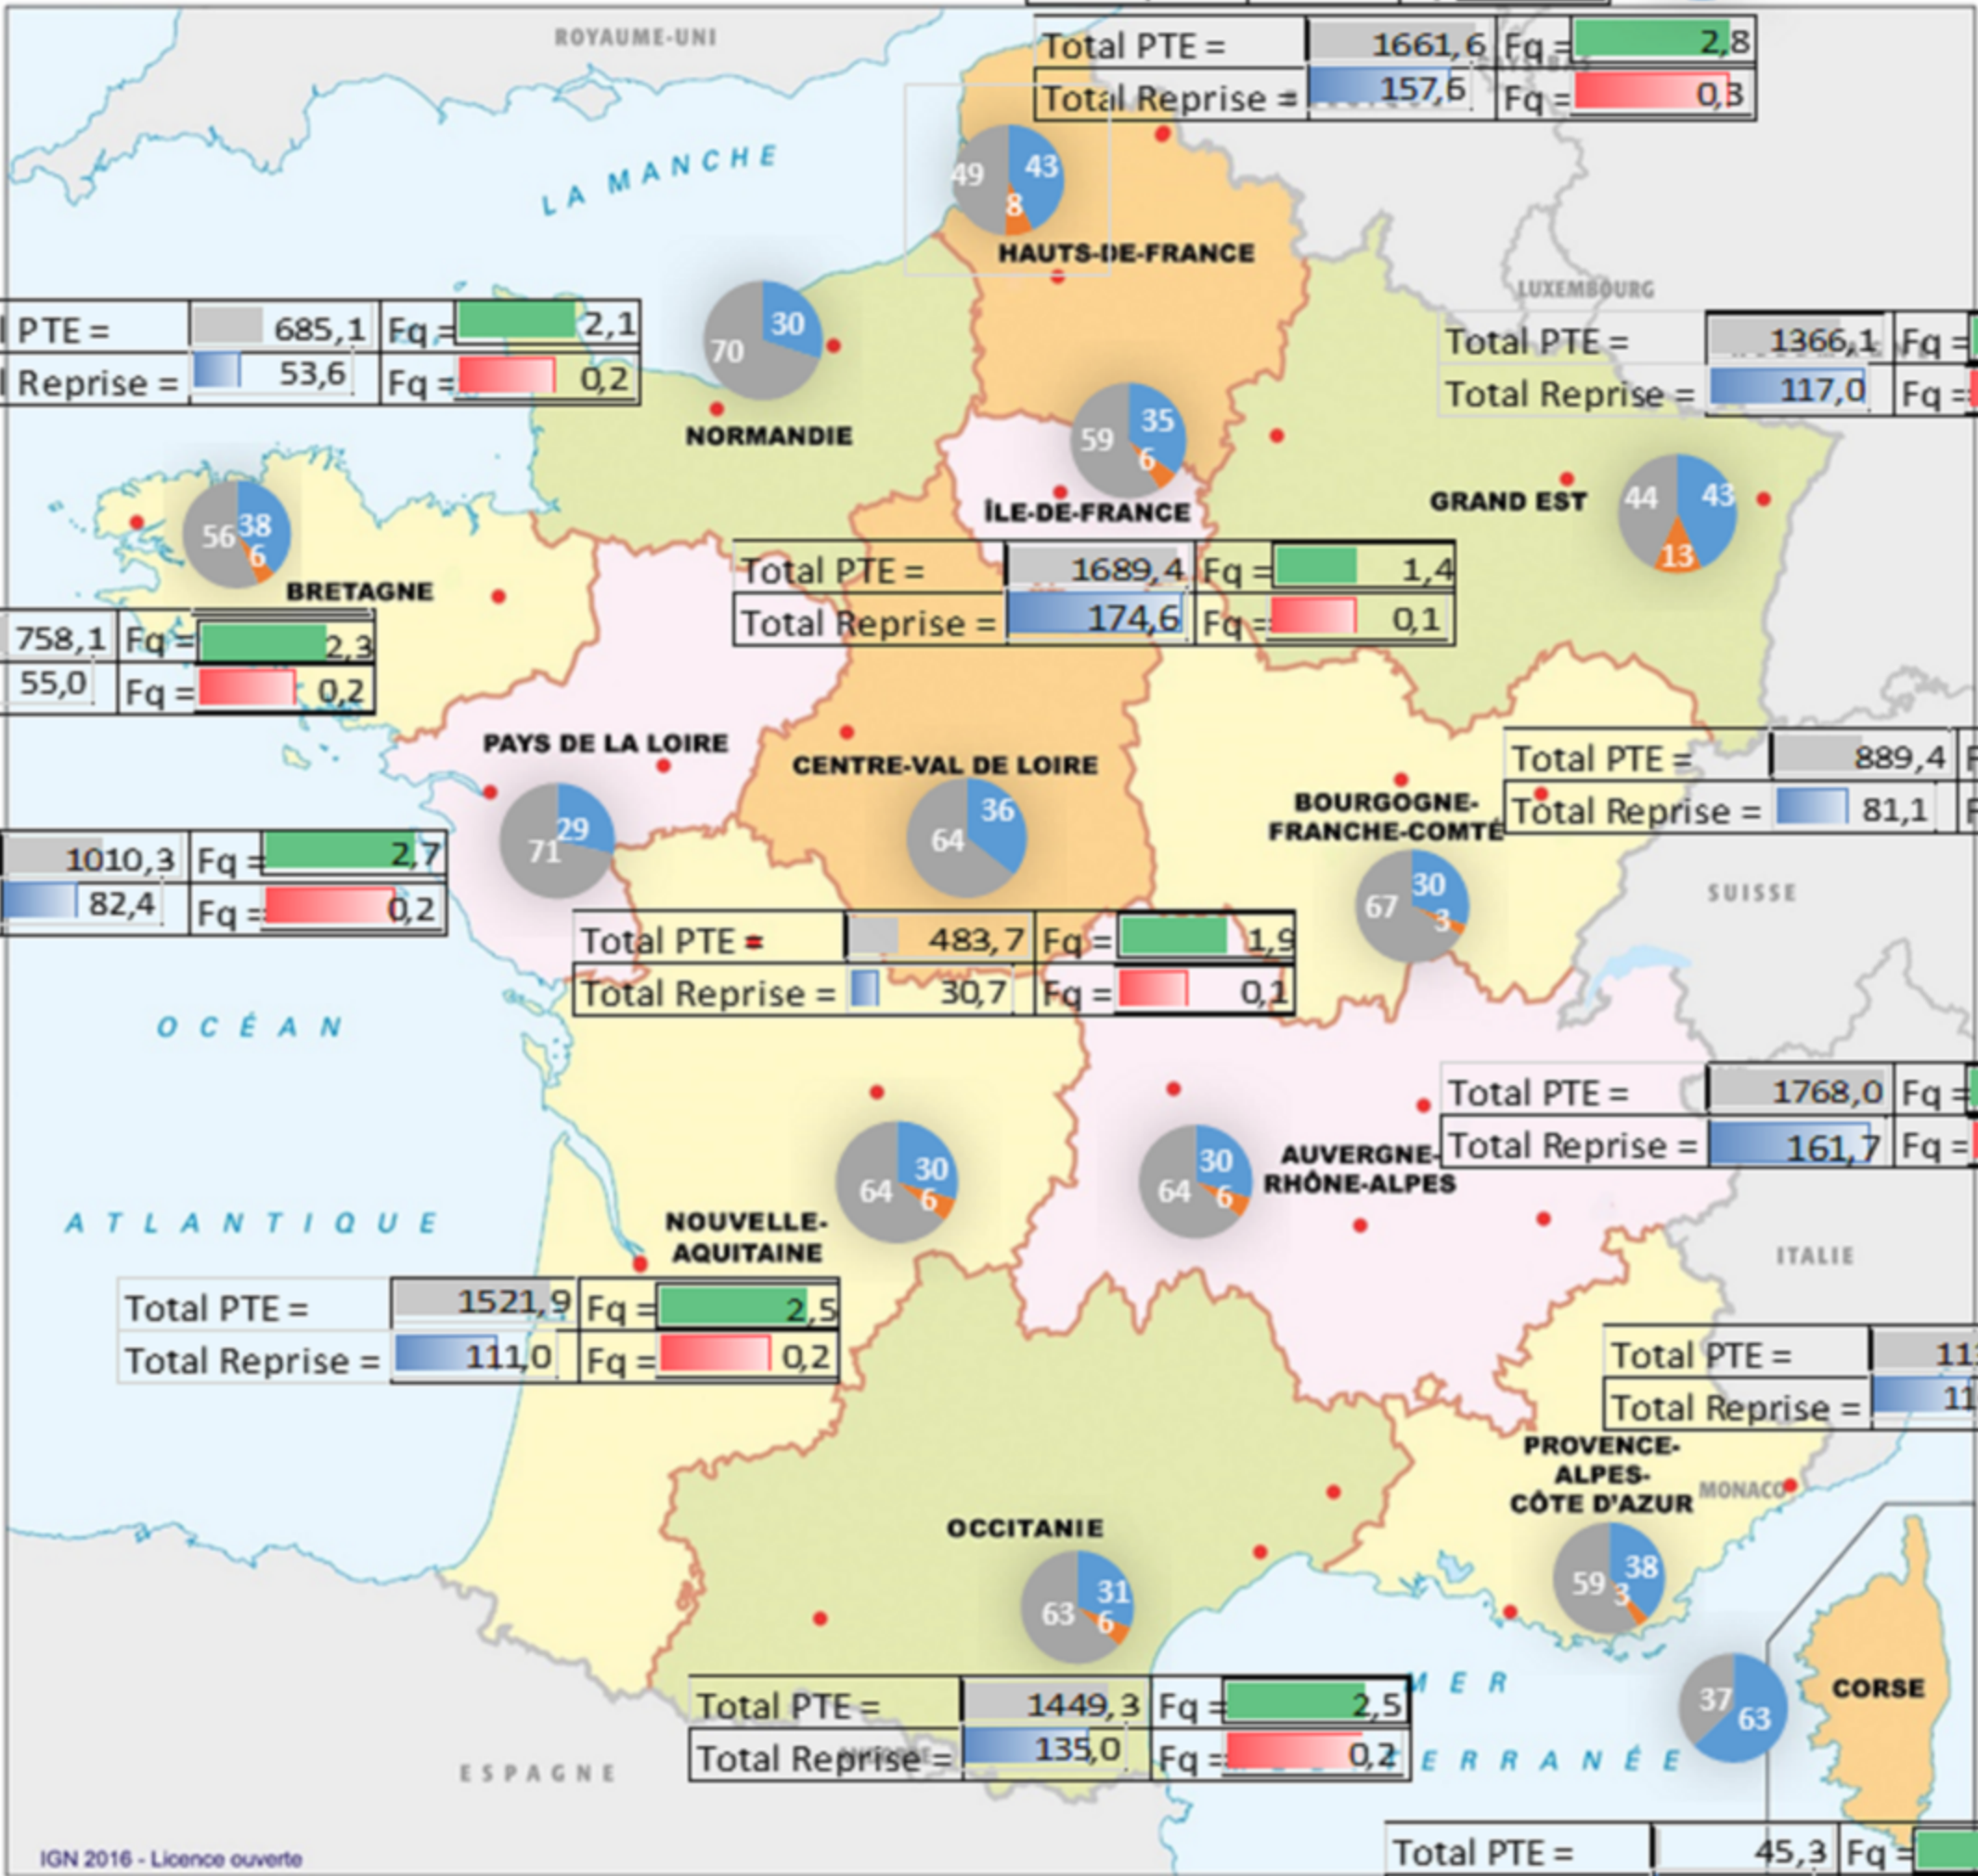 ROYAUME-UNI
Total PTE = 1661,6 Fq = 2,8
Total Reprise = 157,6 Fq = 0,3
LA MANCHE
49 43 8
HAUTS-DE-FRANCE
LUXEMBOURG
PTE = 685,1 Fq = 2,1
Reprise = 53,6 Fq = 0,2
70 30
NORMANDIE
Total PTE = 1366,1 Fq =
Total Reprise = 117,0 Fq =
59 35 6
ÎLE-DE-FRANCE
GRAND EST
44 43 13
56 38 6
BRETAGNE
Total PTE = 1689,4 Fq = 1,4
Total Reprise = 174,6 Fq = 0,1
758,1 Fq = 2,3
55,0 Fq = 0,2
PAYS DE LA LOIRE
71 29
CENTRE-VAL DE LOIRE
64 36
BOURGOGNE-
FRANCHE-COMTÉ
67 30 3
Total PTE = 889,4
Total Reprise = 81,1
SUISSE
1010,3 Fq = 2,7
82,4 Fq = 0,2
Total PTE = 483,7 Fq = 1,9
Total Reprise = 30,7 Fq = 0,1
OCÉAN
ATLANTIQUE
Total PTE = 1768,0 Fq =
Total Reprise = 161,7 Fq =
64 30 6
NOUVELLE-
AQUITAINE
64 30 6
AUVERGNE-
RHÔNE-ALPES
ITALIE
Total PTE = 1521,9 Fq = 2,5
Total Reprise = 111,0 Fq = 0,2
Total PTE =
Total Reprise =
PROVENCE-
ALPES-
CÔTE D'AZUR
MONACO
59 38 3
OCCITANIE
63 31 6
37 63
CORSE
Total PTE = 1449,3 Fq = 2,5
Total Reprise = 135,0 Fq = 0,2
MER
ERRANÉE
ESPAGNE
Total PTE = 45,3 Fq =
IGN 2016 - Licence ouverte